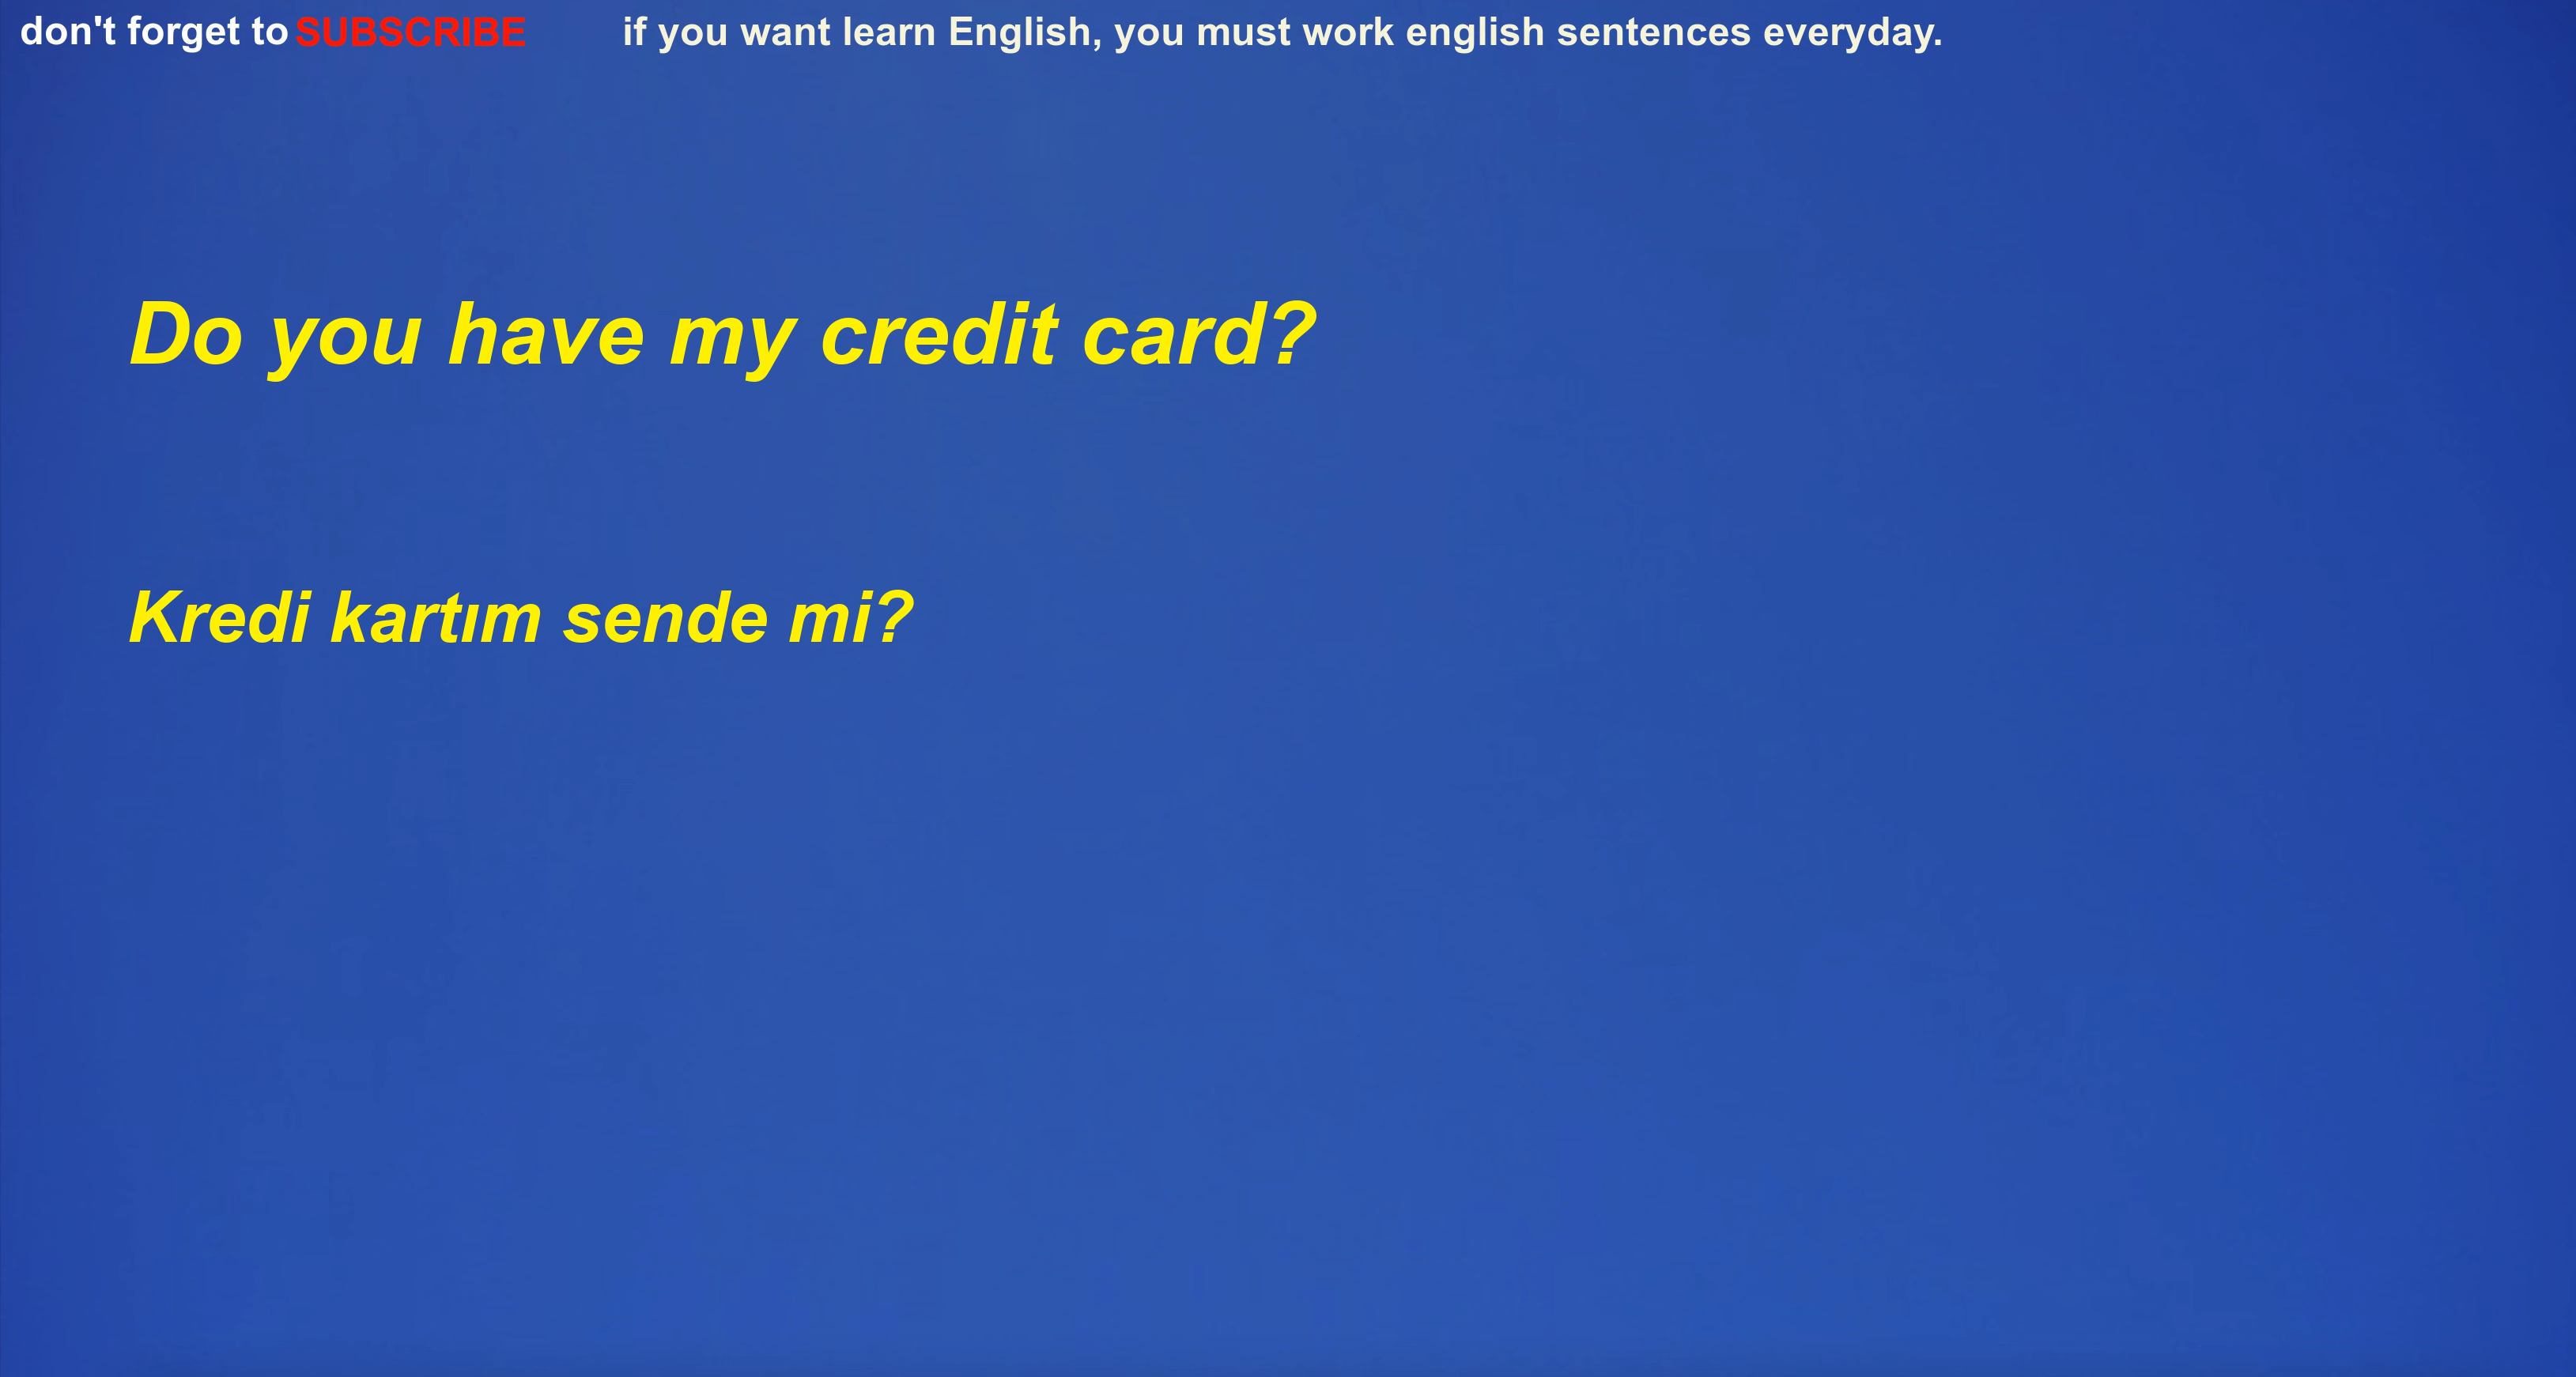 don't forget to SUBSCRIBE if you want learn English, you must work english sentences everyday.
Do you have my credit card?
Kredi kartım sende mi?